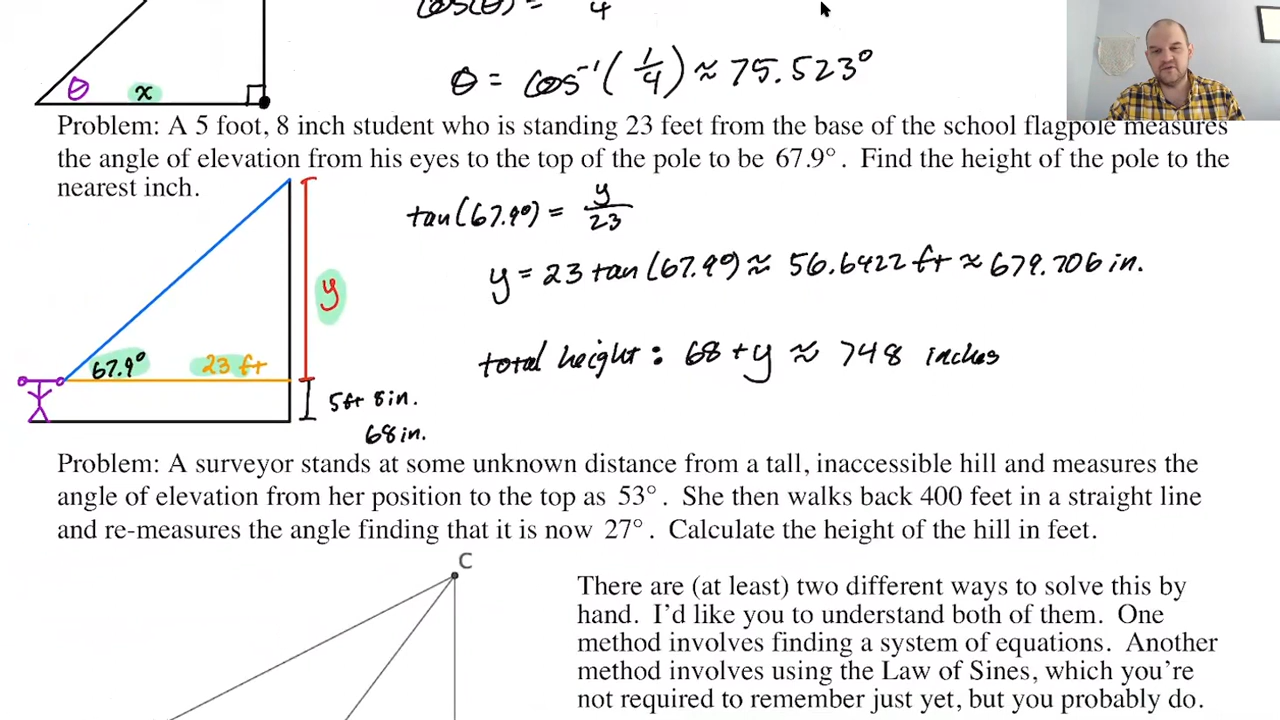 cos(θ) = 4
θ x
θ = cos⁻¹(1/4) ≈ 75.523°
Problem: A 5 foot, 8 inch student who is standing 23 feet from the base of the school flagpole measures
the angle of elevation from his eyes to the top of the pole to be 67.9°. Find the height of the pole to the
nearest inch.
tan(67.9°) = y/23
y = 23 tan(67.9°) ≈ 56.6422 ft ≈ 679.706 in.
y
total height: 68 + y ≈ 748 inches
67.9° 23 ft
5ft 8in.
68 in.
Problem: A surveyor stands at some unknown distance from a tall, inaccessible hill and measures the
angle of elevation from her position to the top as 53°. She then walks back 400 feet in a straight line
and re-measures the angle finding that it is now 27°. Calculate the height of the hill in feet.
C
There are (at least) two different ways to solve this by
hand. I'd like you to understand both of them. One
method involves finding a system of equations. Another
method involves using the Law of Sines, which you're
not required to remember just yet, but you probably do.